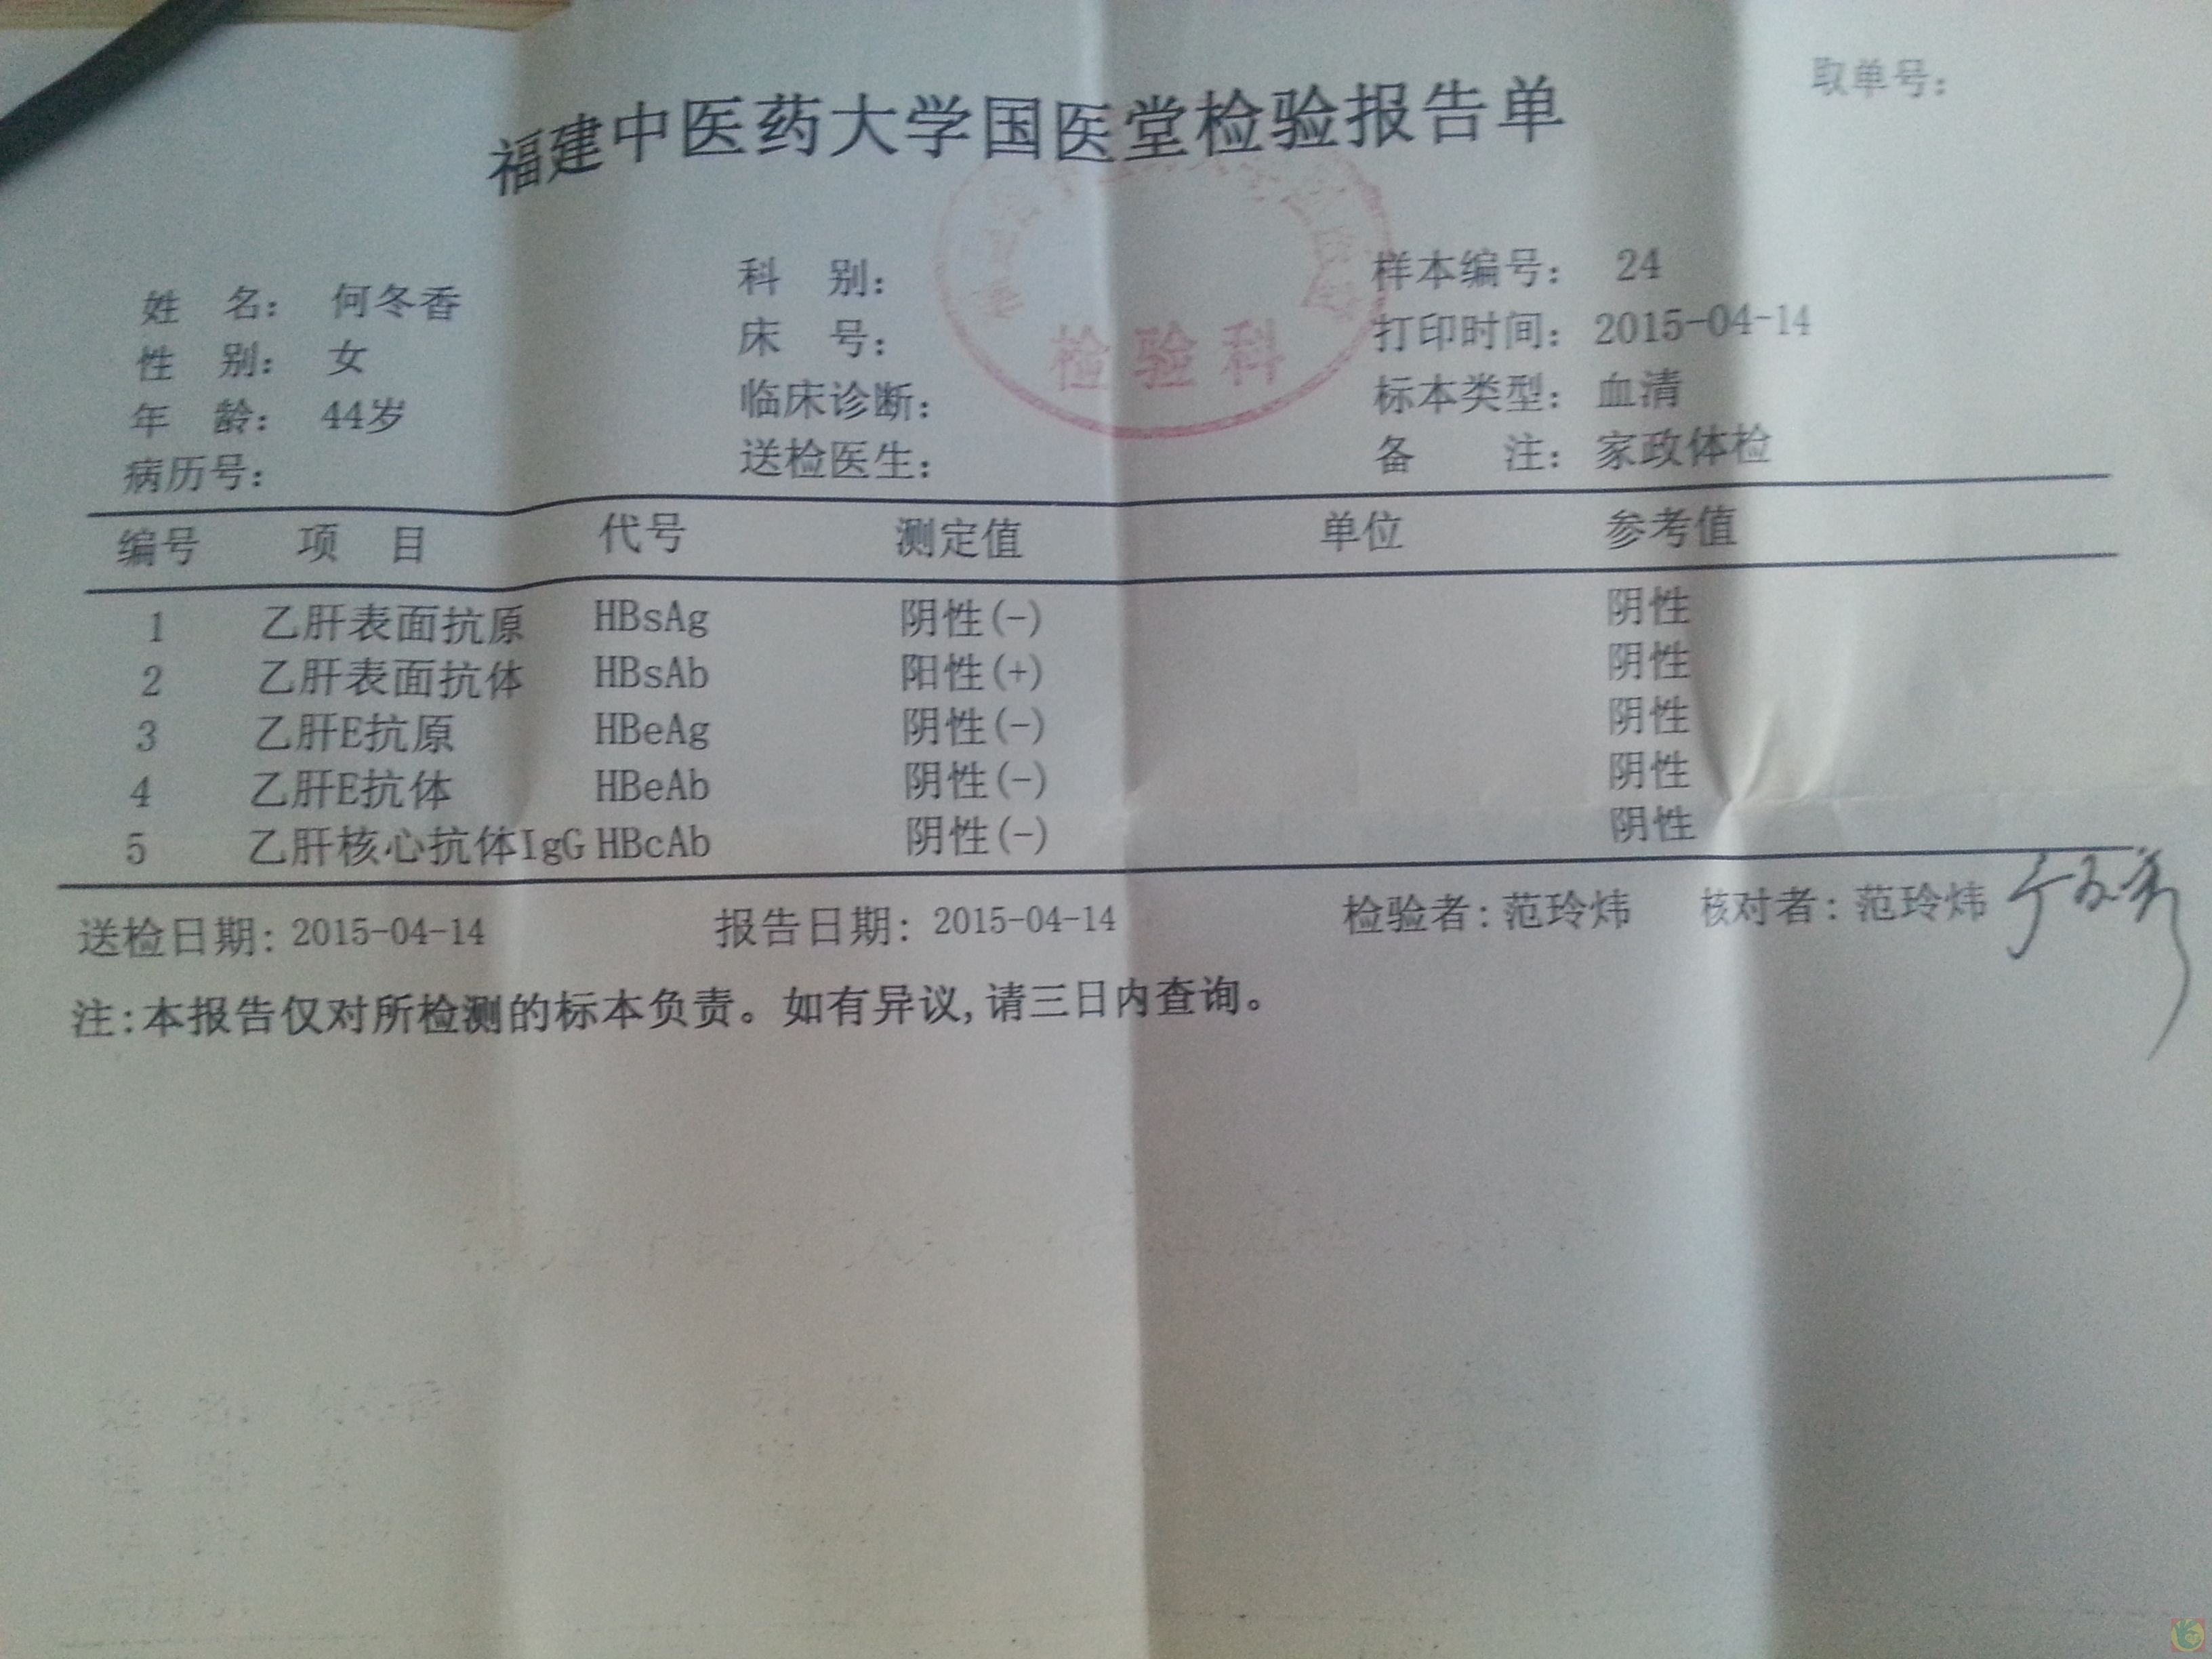 取单号：
福建中医药大学国医堂检验报告单
姓 名： 何冬香 科 别： 样本编号： 24
性 别： 女 床 号： 打印时间： 2015-04-14
年 龄： 44岁 临床诊断： 标本类型： 血清
病历号： 送检医生： 备 注： 家政体检
检验科
编号 项 目 代号 测定值 单位 参考值
1 乙肝表面抗原 HBsAg 阴性(-) 阴性
2 乙肝表面抗体 HBsAb 阳性(+) 阴性
3 乙肝E抗原 HBeAg 阴性(-) 阴性
4 乙肝E抗体 HBeAb 阴性(-) 阴性
5 乙肝核心抗体IgG HBcAb 阴性(-) 阴性
送检日期: 2015-04-14 报告日期: 2015-04-14 检验者: 范玲炜 核对者: 范玲炜
注:本报告仅对所检测的标本负责。如有异议,请三日内查询。